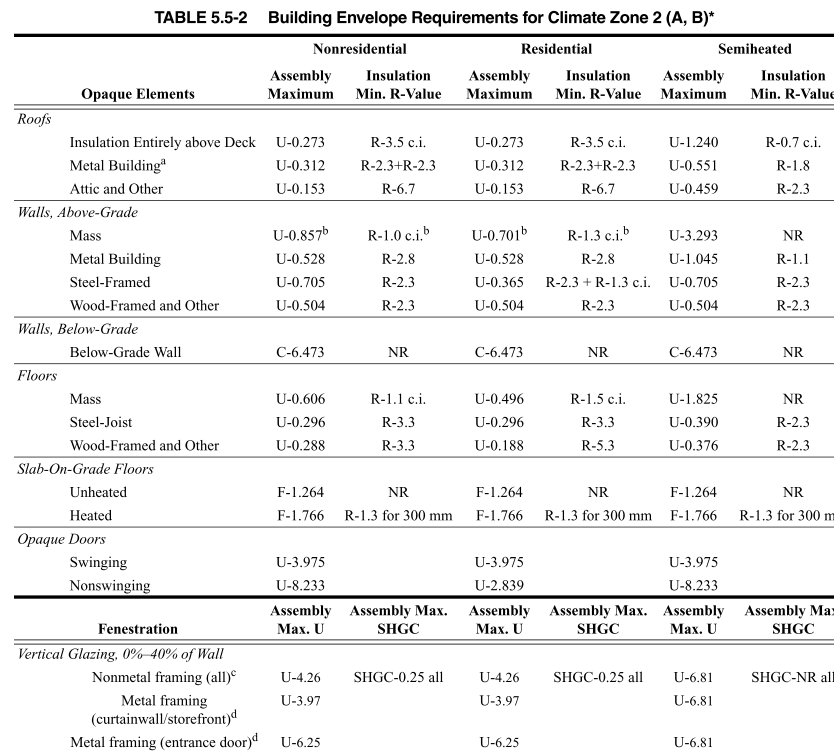 TABLE 5.5-2 Building Envelope Requirements for Climate Zone 2 (A, B)*
Nonresidential Residential Semiheated
Opaque Elements Assembly Maximum Insulation Min. R-Value Assembly Maximum Insulation Min. R-Value Assembly Maximum Insulation Min. R-Value
Roofs
Insulation Entirely above Deck U-0.273 R-3.5 c.i. U-0.273 R-3.5 c.i. U-1.240 R-0.7 c.i.
Metal Buildingᵃ U-0.312 R-2.3+R-2.3 U-0.312 R-2.3+R-2.3 U-0.551 R-1.8
Attic and Other U-0.153 R-6.7 U-0.153 R-6.7 U-0.459 R-2.3
Walls, Above-Grade
Mass U-0.857ᵇ R-1.0 c.i.ᵇ U-0.701ᵇ R-1.3 c.i.ᵇ U-3.293 NR
Metal Building U-0.528 R-2.8 U-0.528 R-2.8 U-1.045 R-1.1
Steel-Framed U-0.705 R-2.3 U-0.365 R-2.3 + R-1.3 c.i. U-0.705 R-2.3
Wood-Framed and Other U-0.504 R-2.3 U-0.504 R-2.3 U-0.504 R-2.3
Walls, Below-Grade
Below-Grade Wall C-6.473 NR C-6.473 NR C-6.473 NR
Floors
Mass U-0.606 R-1.1 c.i. U-0.496 R-1.5 c.i. U-1.825 NR
Steel-Joist U-0.296 R-3.3 U-0.296 R-3.3 U-0.390 R-2.3
Wood-Framed and Other U-0.288 R-3.3 U-0.188 R-5.3 U-0.376 R-2.3
Slab-On-Grade Floors
Unheated F-1.264 NR F-1.264 NR F-1.264 NR
Heated F-1.766 R-1.3 for 300 mm F-1.766 R-1.3 for 300 mm F-1.766 R-1.3 for 300 m
Opaque Doors
Swinging U-3.975 U-3.975 U-3.975
Nonswinging U-8.233 U-2.839 U-8.233
Fenestration Assembly Max. U Assembly Max. SHGC Assembly Max. U Assembly Max. SHGC Assembly Max. U Assembly Max. SHGC
Vertical Glazing, 0%–40% of Wall
Nonmetal framing (all)ᶜ U-4.26 SHGC-0.25 all U-4.26 SHGC-0.25 all U-6.81 SHGC-NR all
Metal framing U-3.97 U-3.97 U-6.81
(curtainwall/storefront)ᵈ
Metal framing (entrance door)ᵈ U-6.25 U-6.25 U-6.81